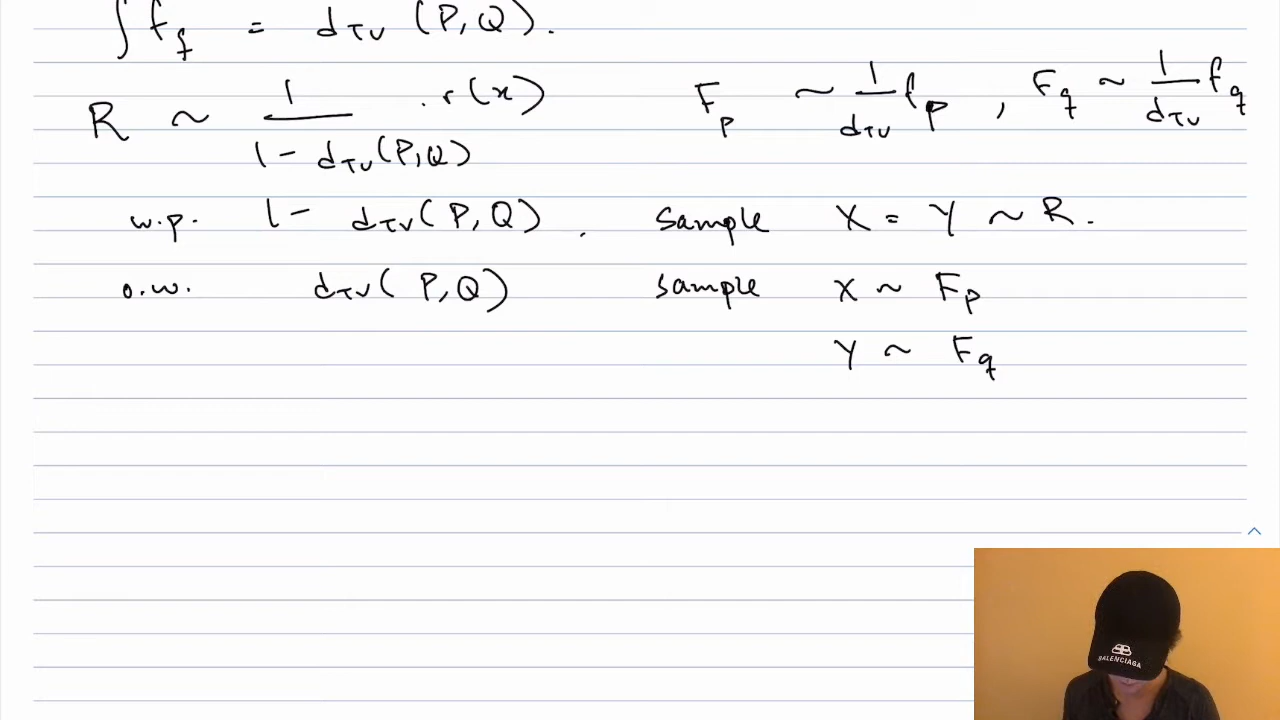 ∫ f_q = d_TV (P,Q).
R ~ 1/(1 - d_TV(P,Q)) · r(x) F_p ~ 1/d_TV f_p , F_q ~ 1/d_TV f_q
w.p. 1 - d_TV(P,Q). sample X = Y ~ R.
o.w. d_TV(P,Q) sample X ~ F_p
Y ~ F_q
BALENCIAGA